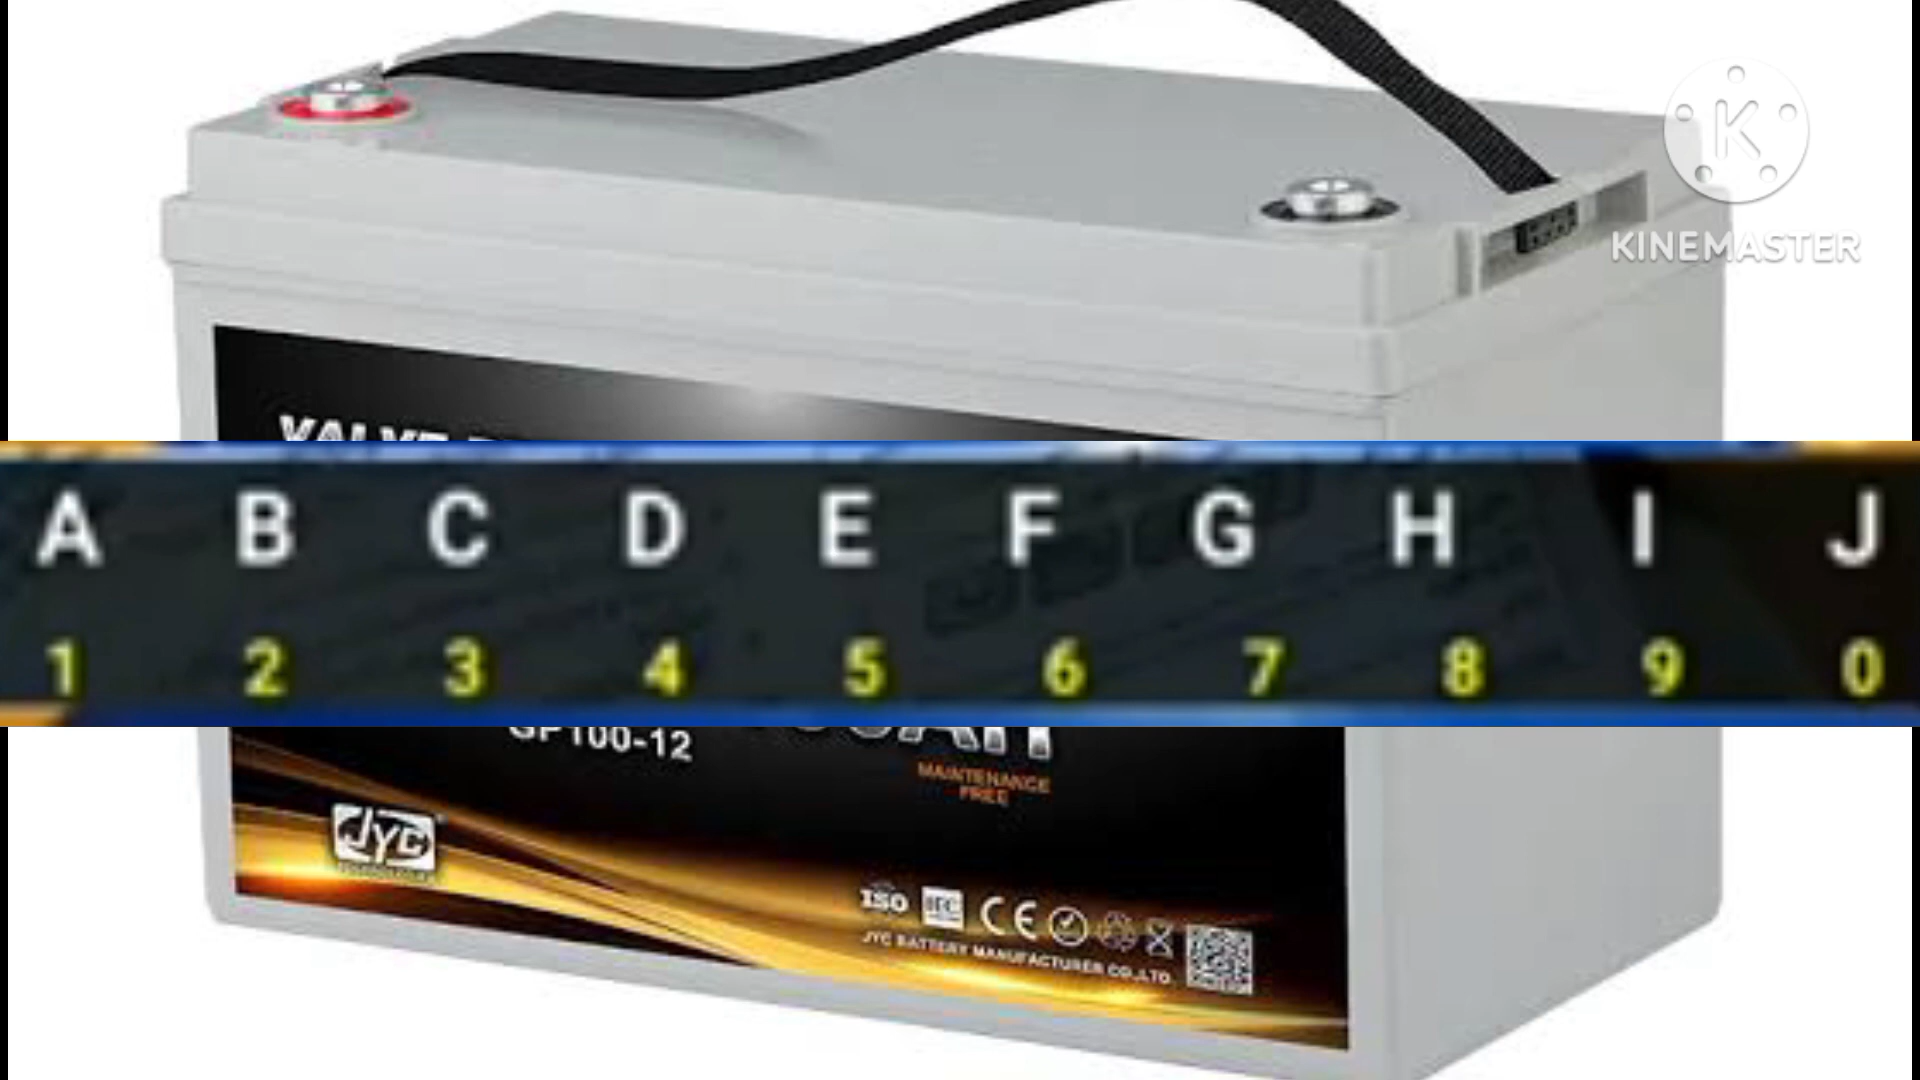 KINEMASTER
A B C D E F G H I J
1 2 3 4 5 6 7 8 9 0
GP100-12
MAINTENANCE
FREE
JYC
ISO IEC CE
JYC BATTERY MANUFACTURER CO.,LTD.